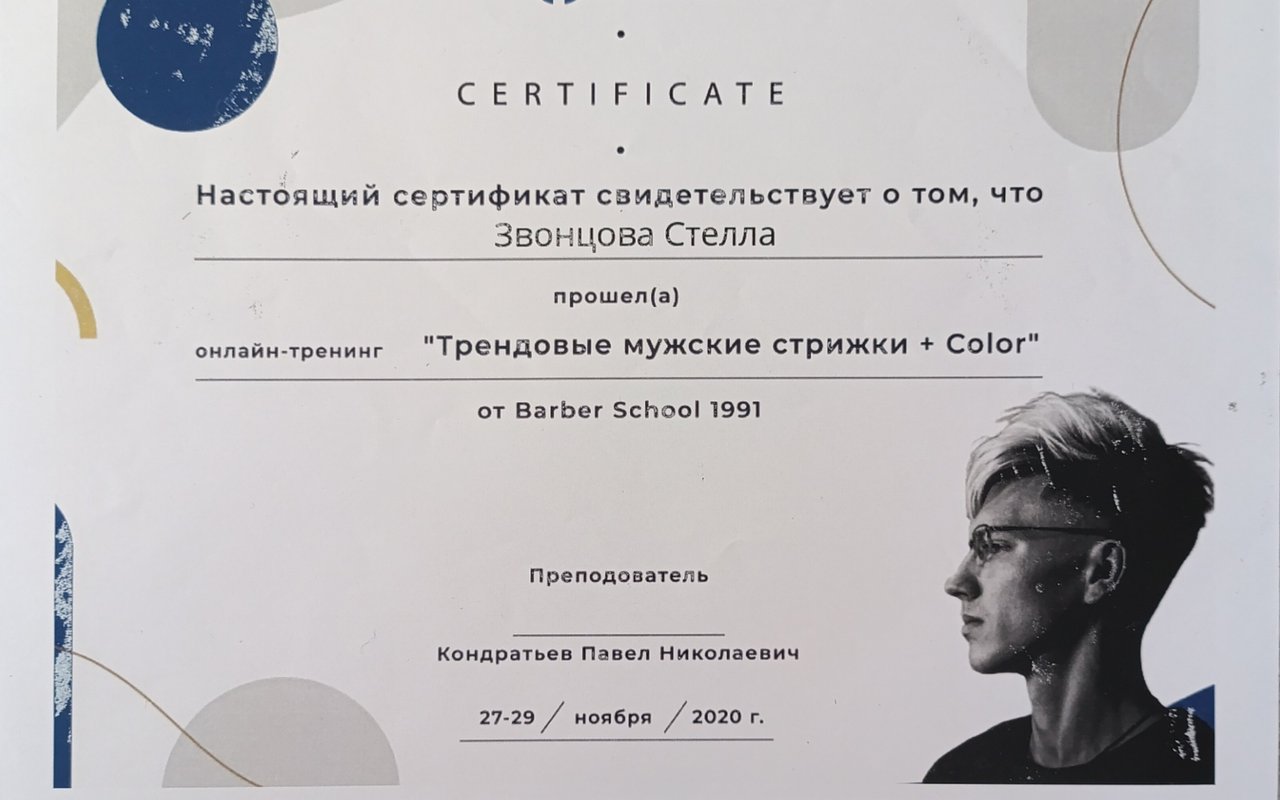 CERTIFICATE
Настоящий сертификат свидетельствует о том, что
Звонцова Стелла
прошел(а)
онлайн-тренинг "Трендовые мужские стрижки + Color"
от Barber School 1991
Преподователь
Кондратьев Павел Николаевич
27-29 / ноября / 2020 г.